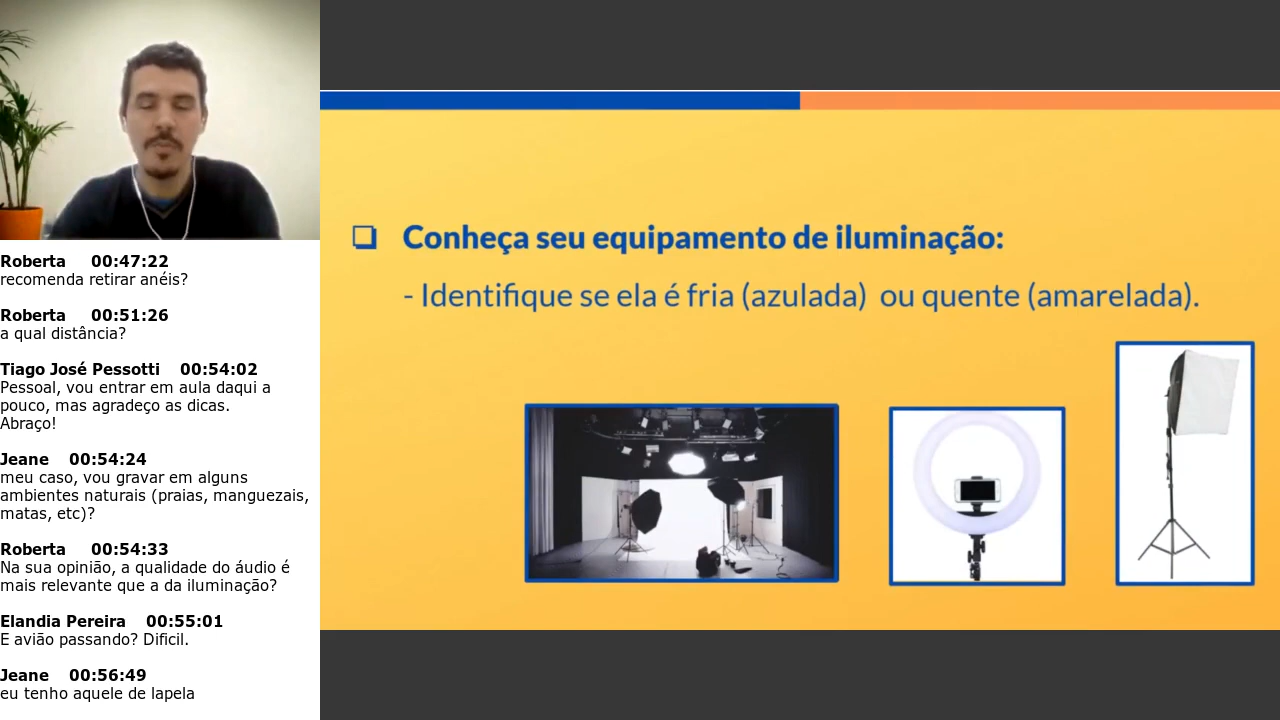 Roberta 00:47:22
recomenda retirar anéis?
Roberta 00:51:26
a qual distância?
Tiago José Pessotti 00:54:02
Pessoal, vou entrar em aula daqui a
pouco, mas agradeço as dicas.
Abraço!
Jeane 00:54:24
meu caso, vou gravar em alguns
ambientes naturais (praias, manguezais,
matas, etc)?
Roberta 00:54:33
Na sua opinião, a qualidade do áudio é
mais relevante que a da iluminação?
Elandia Pereira 00:55:01
E avião passando? Dificil.
Jeane 00:56:49
eu tenho aquele de lapela
❏ Conheça seu equipamento de iluminação:
- Identifique se ela é fria (azulada) ou quente (amarelada).